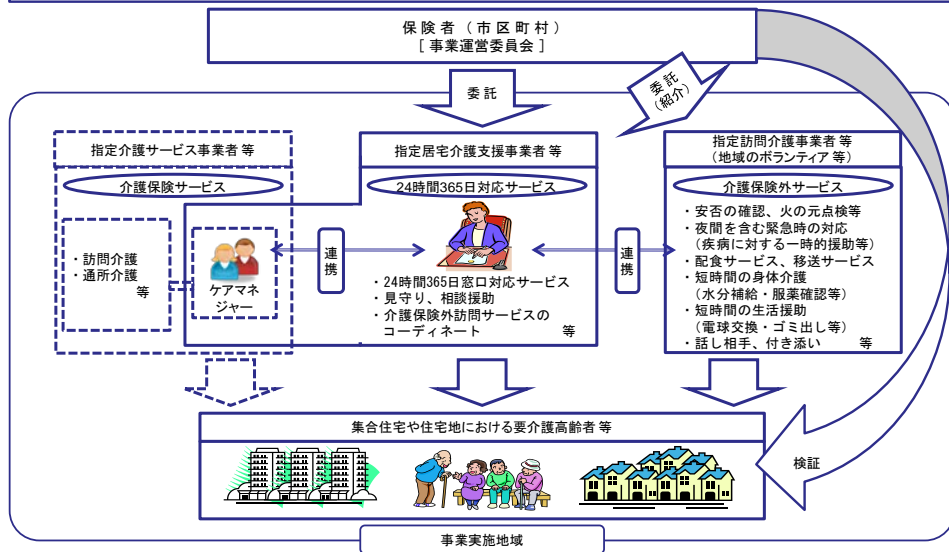 保険者（市区町村）
［事業運営委員会］
委託
委託
（紹介）
指定介護サービス事業者等
介護保険サービス
・訪問介護
・通所介護
等
ケアマネ
ジャー
連携
指定居宅介護支援事業者等
24時間365日対応サービス
・24時間365日窓口対応サービス
・見守り、相談援助
・介護保険外訪問サービスの
コーディネート　等
連携
指定訪問介護事業者等
（地域のボランティア等）
介護保険外サービス
・安否の確認、火の元点検等
・夜間を含む緊急時の対応
（疾病に対する一時的援助等）
・配食サービス、移送サービス
・短時間の身体介護
（水分補給・服薬確認等）
・短時間の生活援助
（電球交換・ゴミ出し等）
・話し相手、付き添い　等
集合住宅や住宅地における要介護高齢者等
検証
事業実施地域